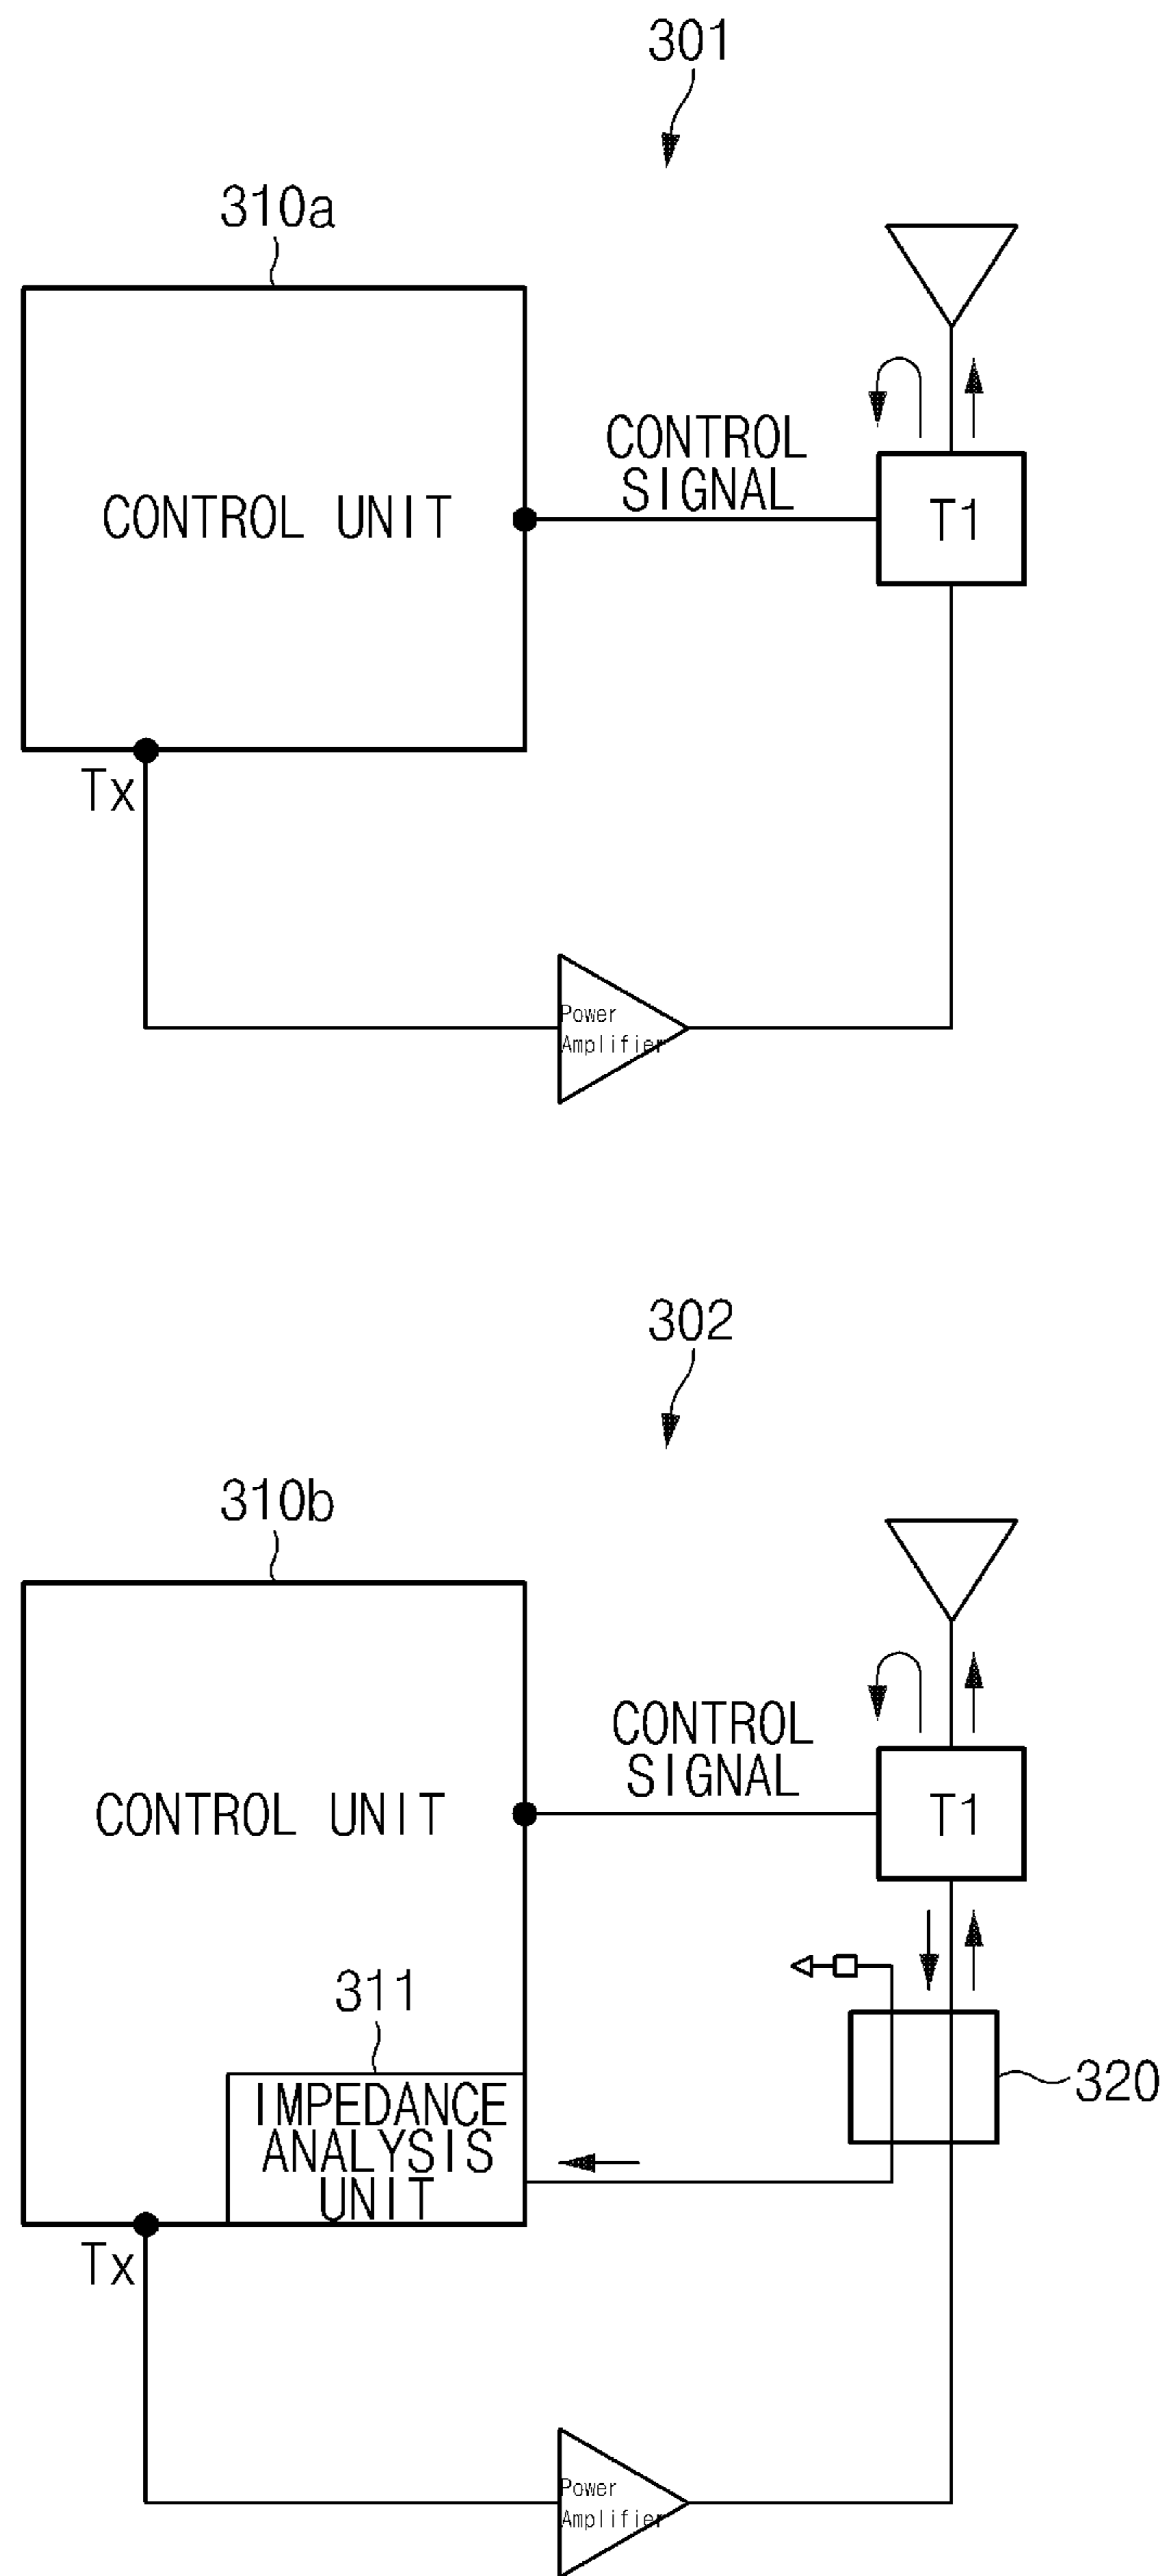 301
310a
CONTROL UNIT
CONTROL
SIGNAL
T1
Tx
Power
Amplifier
302
310b
CONTROL UNIT
CONTROL
SIGNAL
T1
311
IMPEDANCE
ANALYSIS
UNIT
320
Tx
Power
Amplifier